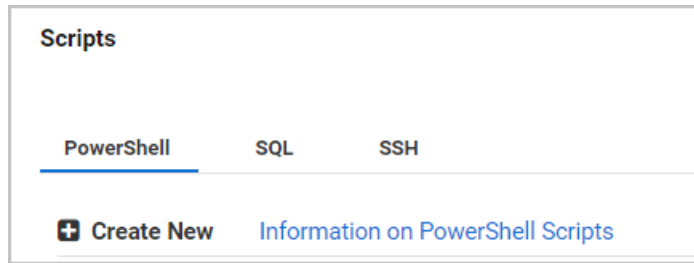 Scripts
PowerShell SQL SSH
Create New Information on PowerShell Scripts